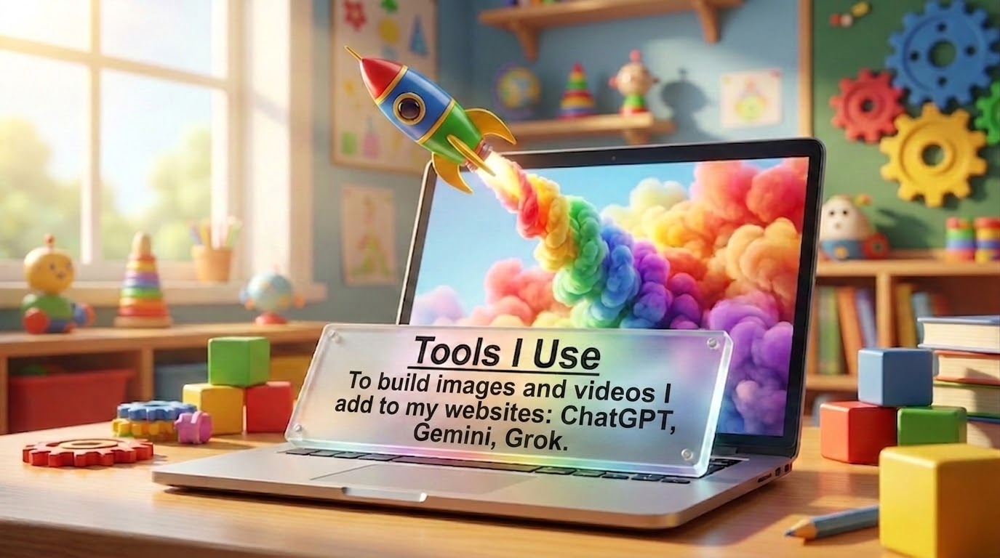 Tools I Use
To build images and videos I
add to my websites: ChatGPT,
Gemini, Grok.